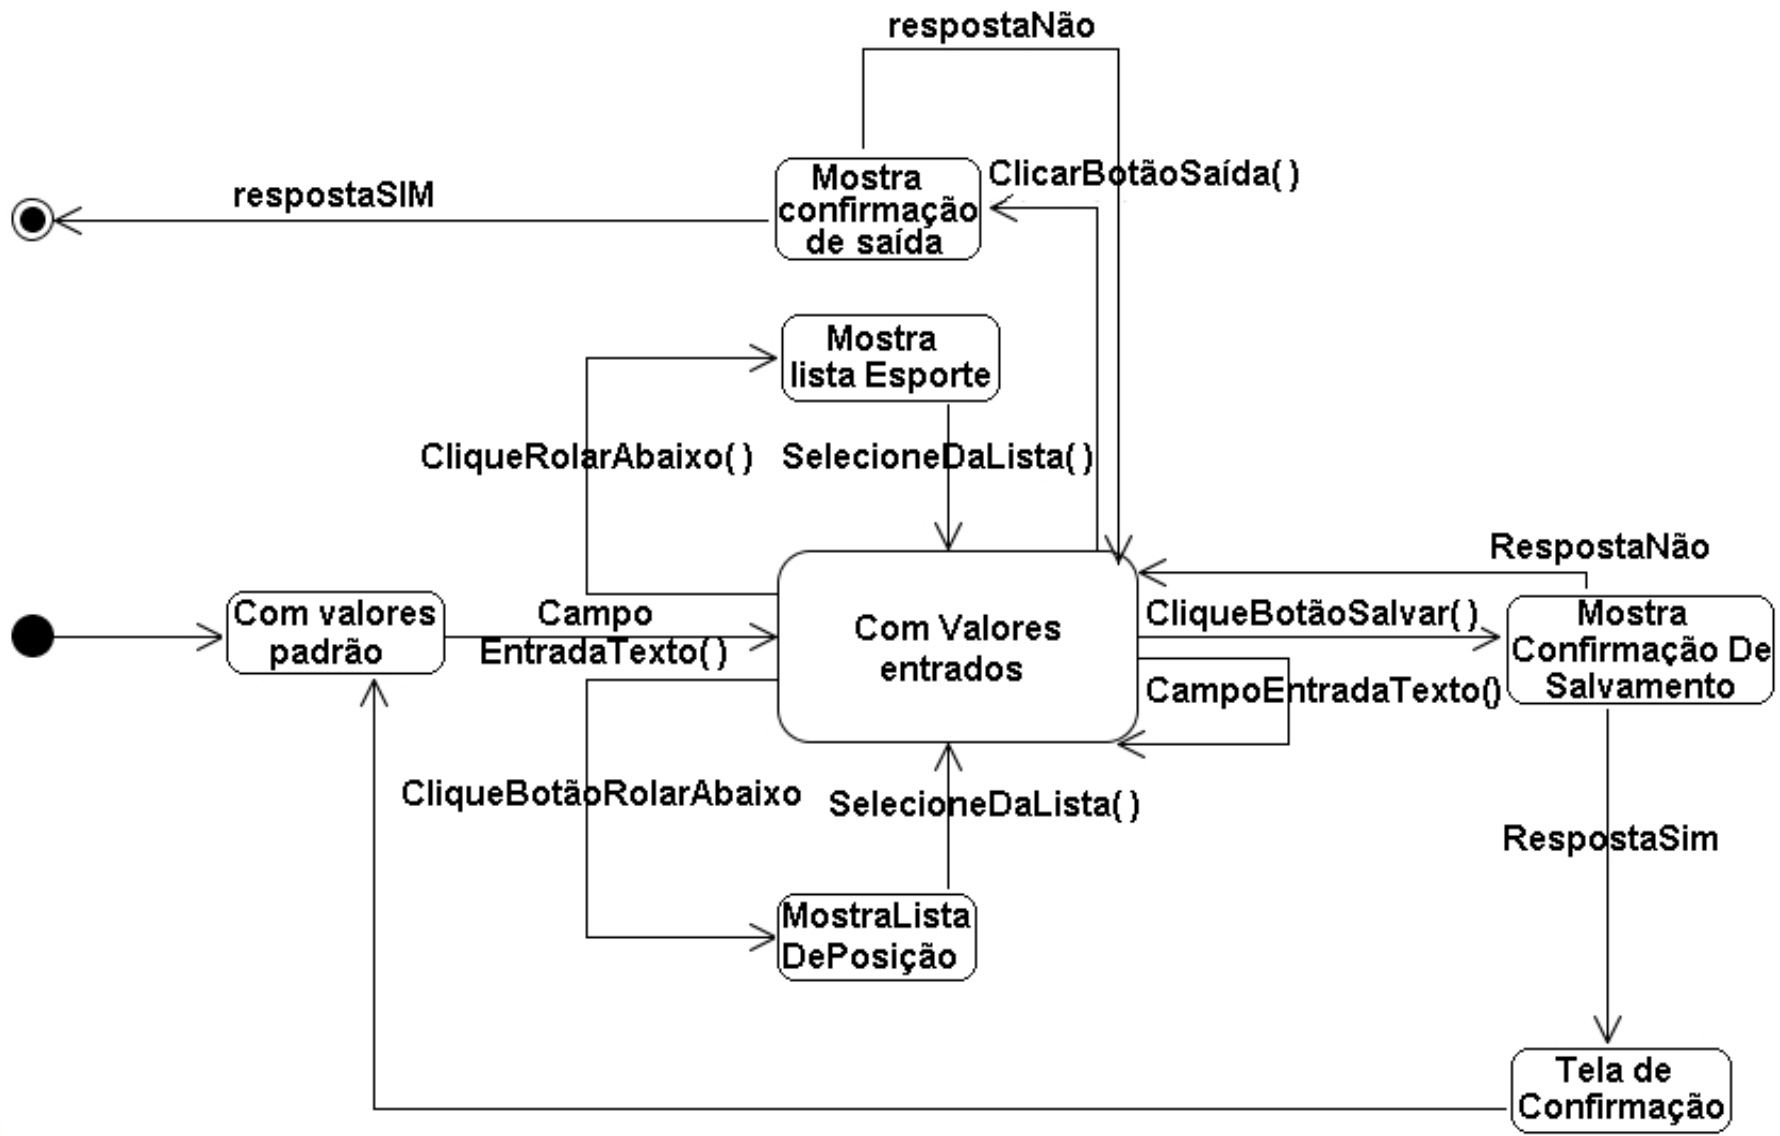 respostaNão
Mostra
confirmação
de saída
ClicarBotãoSaída()
respostaSIM
Mostra
lista Esporte
CliqueRolarAbaixo()
SelecioneDaLista()
RespostaNão
Com valores
padrão
Campo
EntradaTexto()
Com Valores
entrados
CliqueBotãoSalvar()
CampoEntradaTexto()
Mostra
Confirmação De
Salvamento
CliqueBotãoRolarAbaixo
SelecioneDaLista()
RespostaSim
MostraLista
DePosição
Tela de
Confirmação